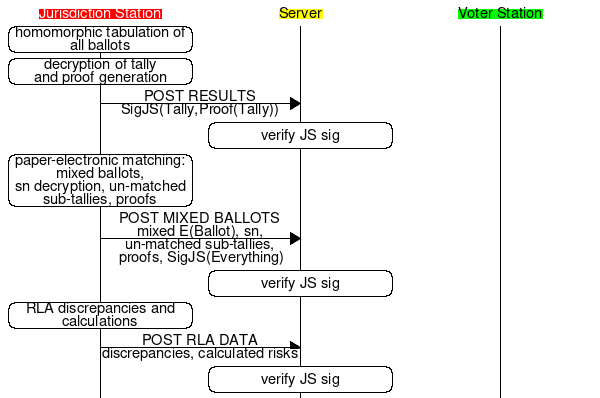 Jurisdiction Station
Server
Voter Station
homomorphic tabulation of
all ballots
decryption of tally
and proof generation
POST RESULTS
SigJS(Tally,Proof(Tally))
verify JS sig
paper-electronic matching:
mixed ballots,
sn decryption, un-matched
sub-tallies, proofs
POST MIXED BALLOTS
mixed E(Ballot), sn,
un-matched sub-tallies,
proofs, SigJS(Everything)
verify JS sig
RLA discrepancies and
calculations
POST RLA DATA
discrepancies, calculated risks
verify JS sig